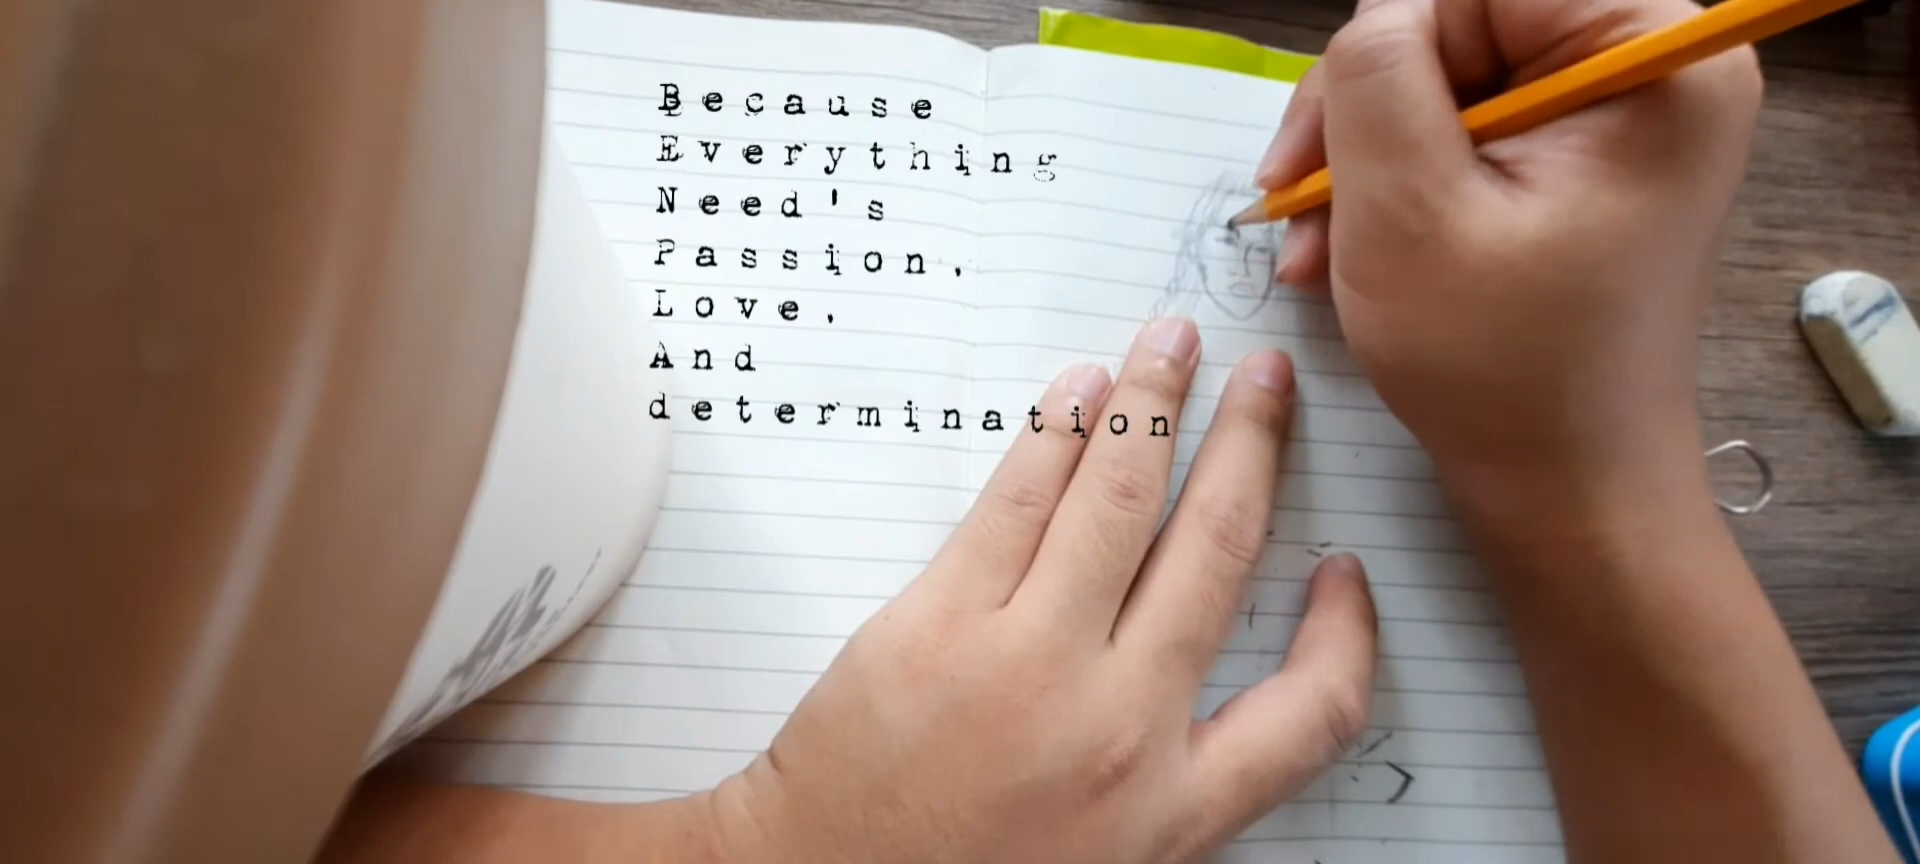 Because
Everything
Need's
Passion,
Love,
And
determination